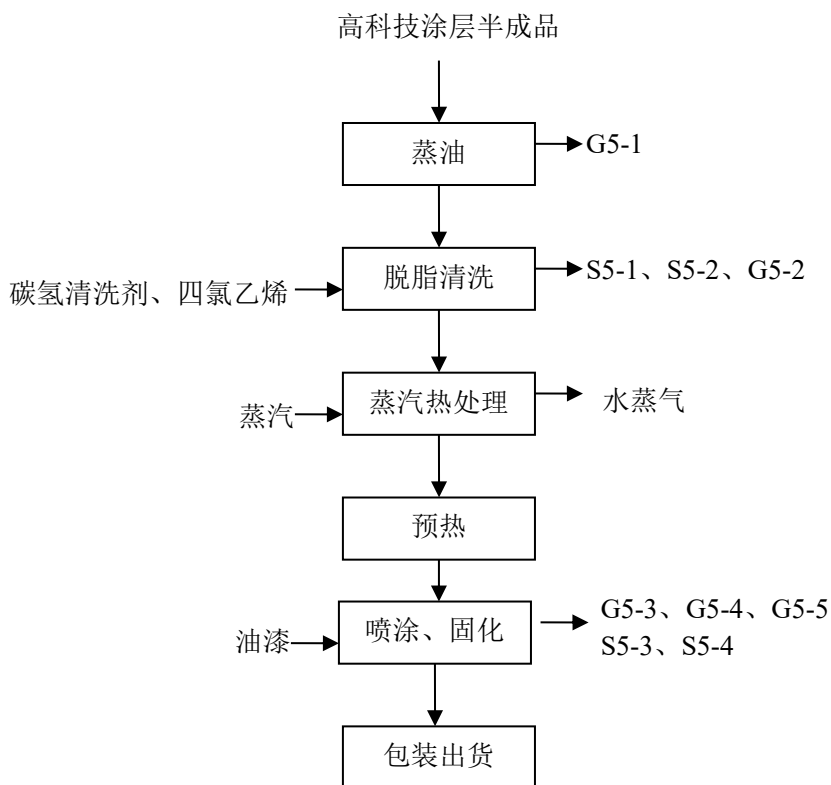 高科技涂层半成品
蒸油
G5-1
碳氢清洗剂、四氯乙烯
脱脂清洗
S5-1、S5-2、G5-2
蒸汽
蒸汽热处理
水蒸气
预热
油漆
喷涂、固化
G5-3、G5-4、G5-5
S5-3、S5-4
包装出货